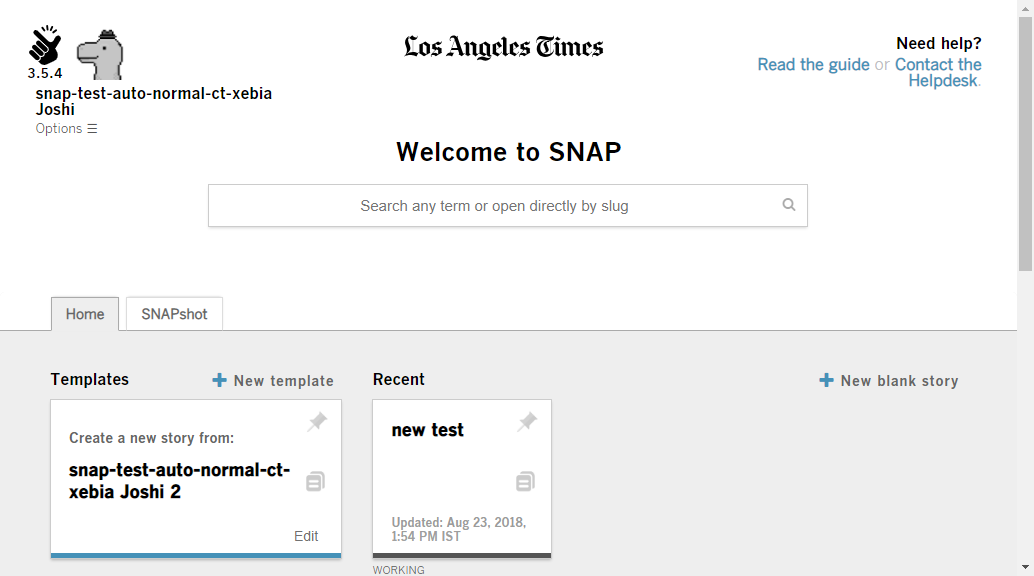 3.5.4
snap-test-auto-normal-ct-xebia
Joshi
Options ☰
Los Angeles Times
Need help?
Read the guide or Contact the
Helpdesk.
Welcome to SNAP
Search any term or open directly by slug
Home
SNAPshot
Templates
+ New template
Create a new story from:
snap-test-auto-normal-ct-
xebia Joshi 2
Edit
Recent
+ New blank story
new test
Updated: Aug 23, 2018,
1:54 PM IST
WORKING